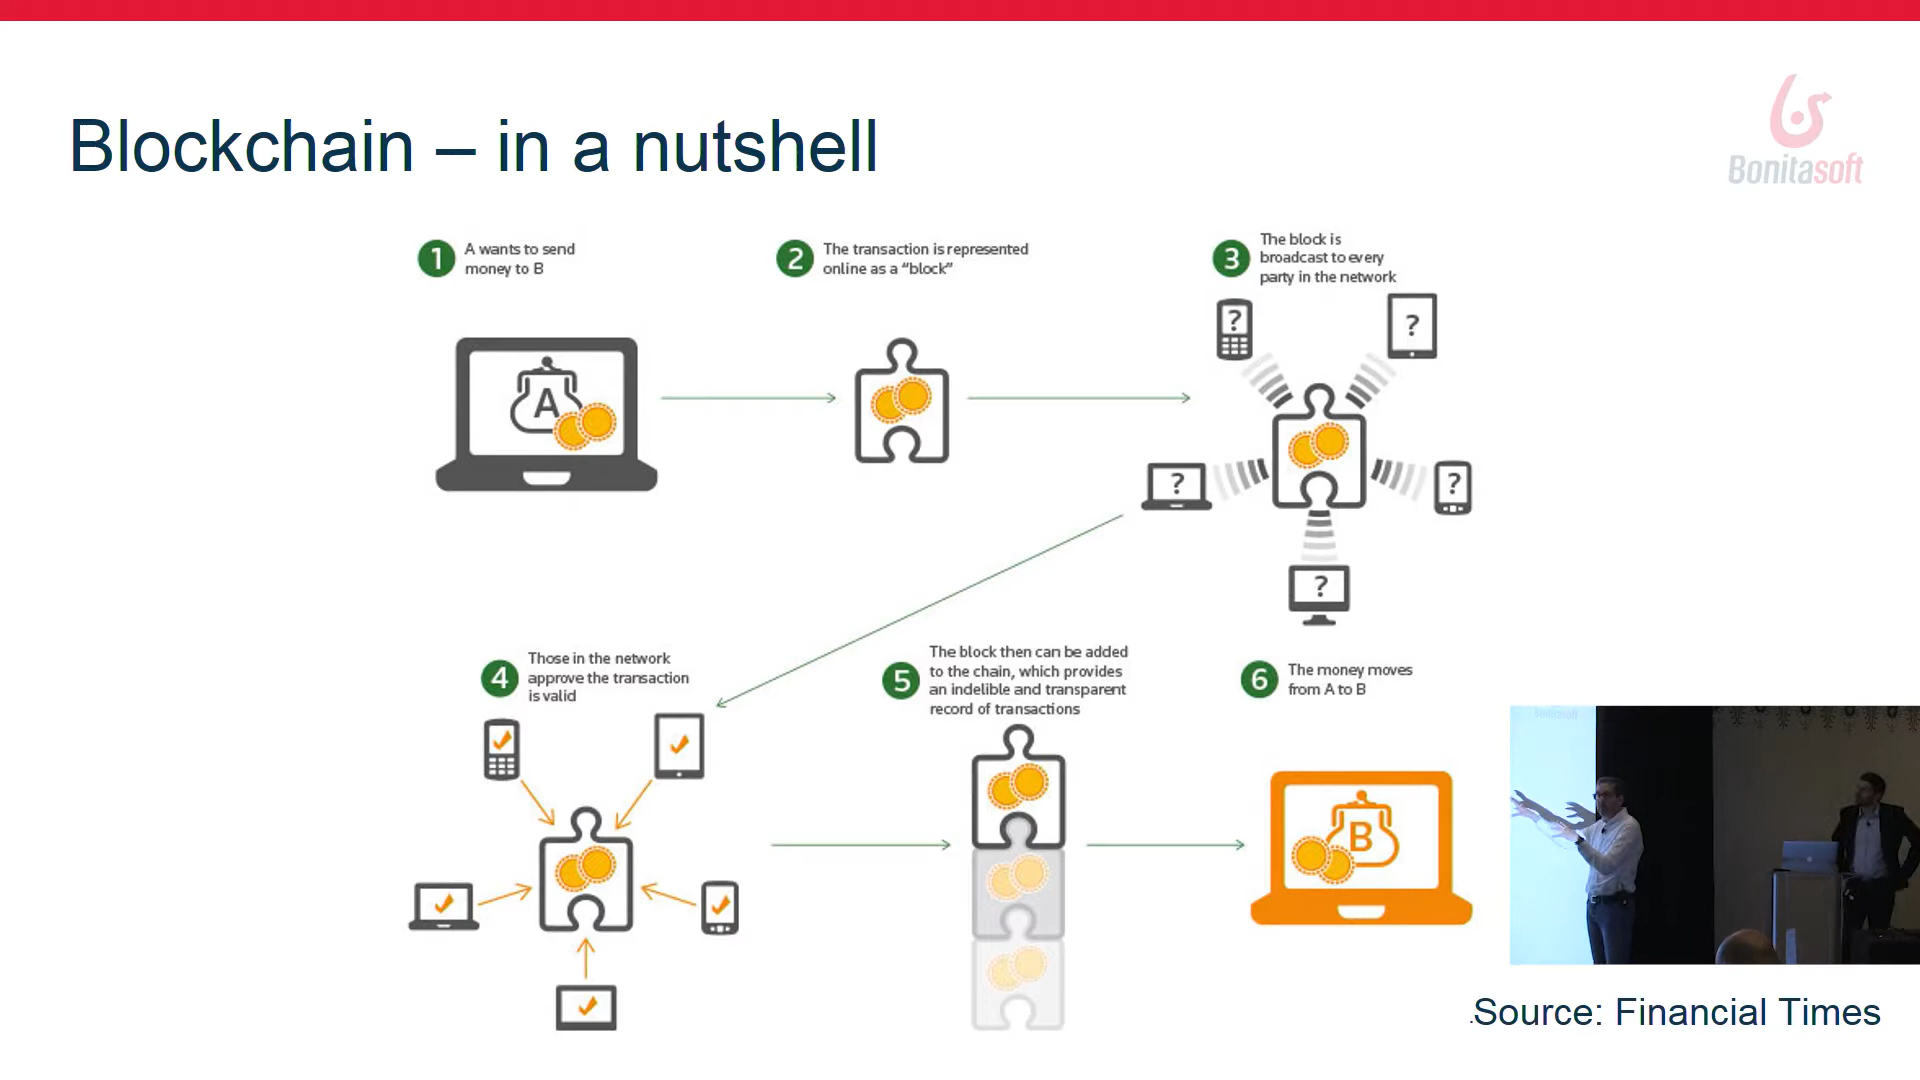 Blockchain – in a nutshell
Bonitasoft
1
A wants to send
money to B
2
The transaction is represented
online as a “block”
3
The block is
broadcast to every
party in the network
A
?
?
?
?
?
4
Those in the network
approve the transaction
is valid
5
The block then can be added
to the chain, which provides
an indelible and transparent
record of transactions
6
The money moves
from A to B
B
Bonitasoft
.Source: Financial Times